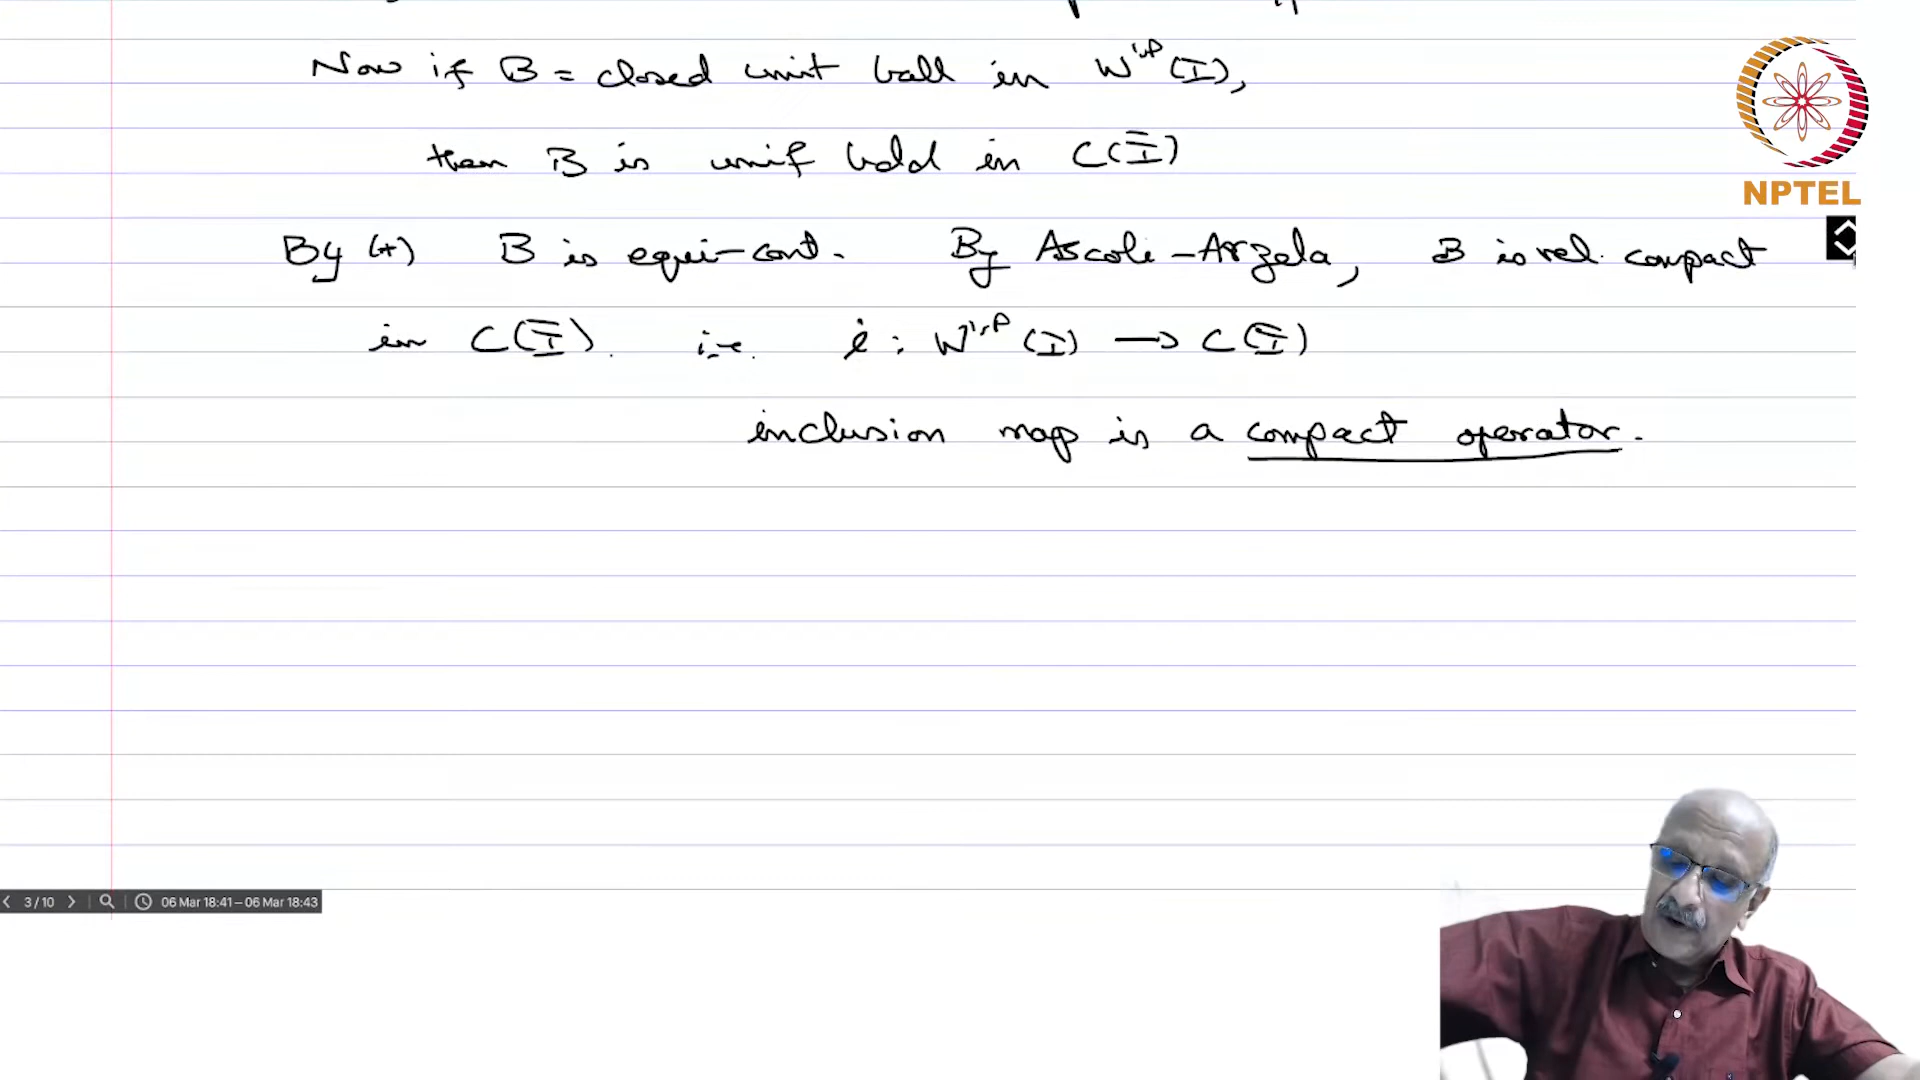 Now if B = closed unit ball in W^{1,p}(I),
then B is unif bdd in C(Ī)
By (*) B is equi-cont. By Ascoli-Arzela, B is rel. compact
in C(Ī). i.e. i : W^{1,p}(I) → C(Ī)
inclusion map is a compact operator.
NPTEL
3 / 10
06 Mar 18:41 – 06 Mar 18:43